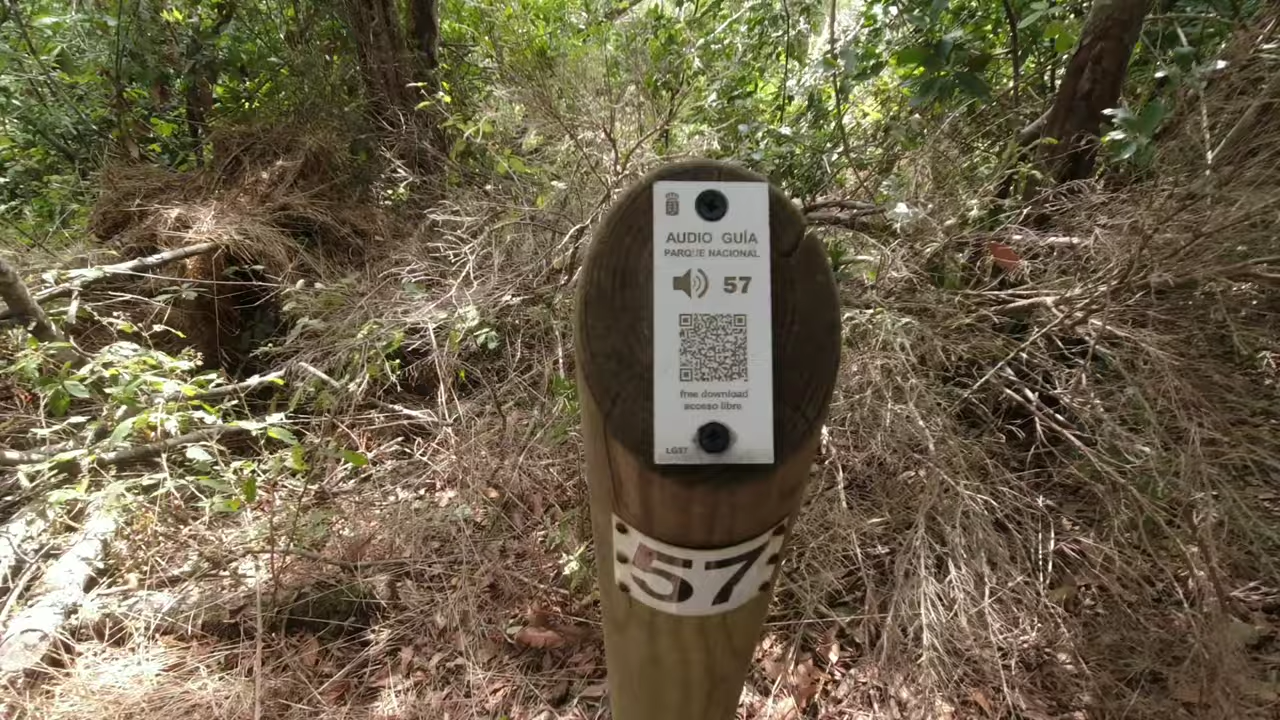 AUDIO GUÍA
PARQUE NACIONAL
57
free download
acceso libre
LG57
57